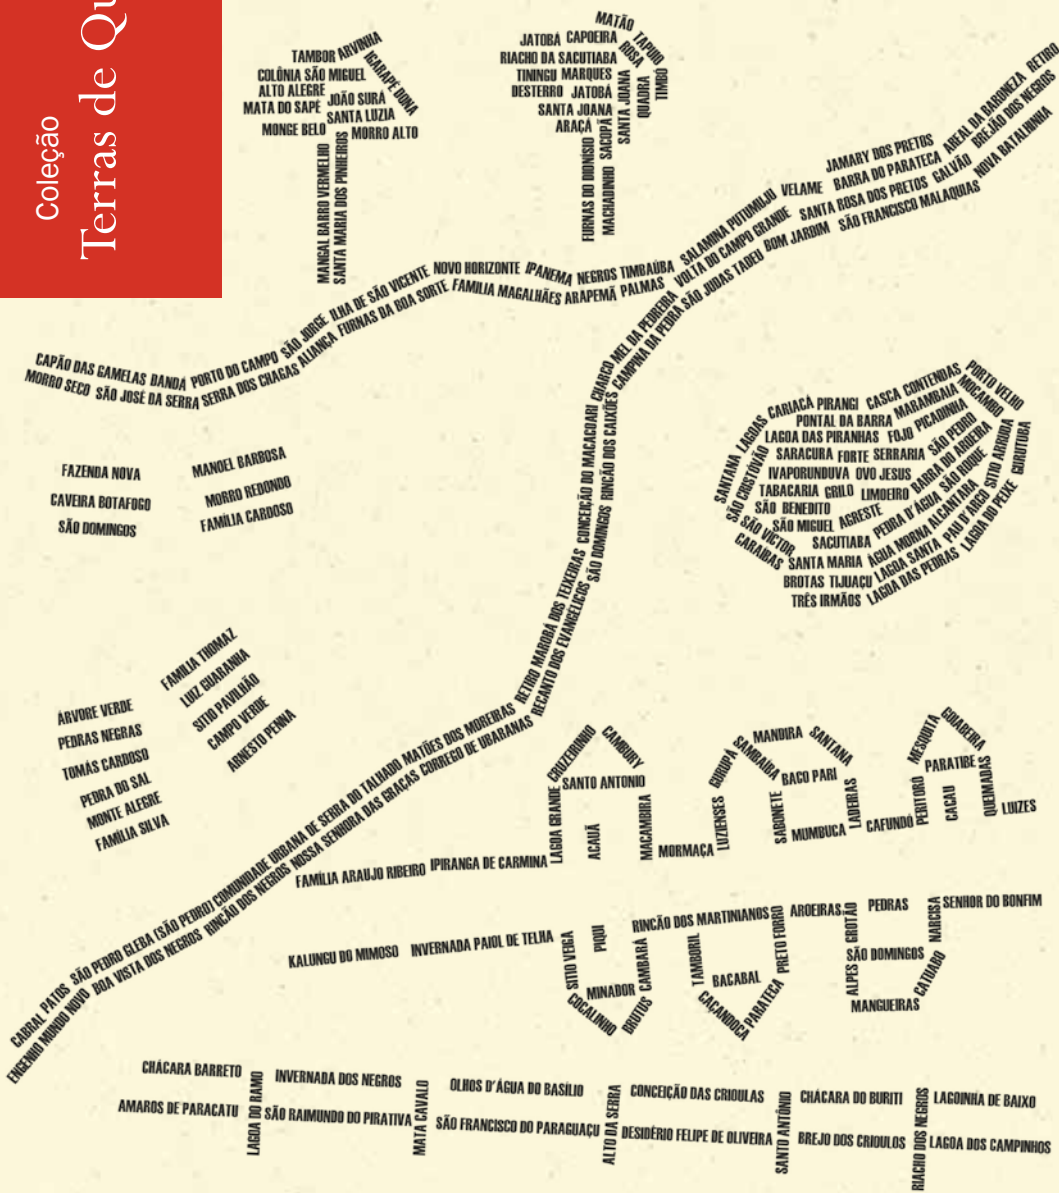 Coleção
Terras de Qu
TAMBOR ARVINHA
IGARAPÉ DONA
COLÔNIA SÃO MIGUEL
ALTO ALEGRE
MATA DO SAPÉ
JOÃO SURÁ
SANTA LUZIA
MONGE BELO
MORRO ALTO
MANGAL BARRO VERMELHO
SANTA MARIA DOS PINHEIROS
MATÃO
TAPUIO
JATOBÁ CAPOEIRA
ROSA
TIMBÓ
RIACHO DA SACUTIABA
TININGU MARQUES
DESTERRO JATOBÁ
SANTA JOANA
SANTA JOANA
QUADRA
ARAÇÁ
SACOPÃ
FURNAS DO DIONÍSIO
MACHADINHO
CAPÃO DAS GAMELAS BANDA PORTO DO CAMPO SÃO JORGE ILHA DE SÃO VICENTE NOVO HORIZONTE IPANEMA NEGROS TIMBAÚBA SALAMINA PUTUMUJÚ VELAME BARRA DO PARATECA AREAL DA BARONEZA RETIRO
JAMARY DOS PRETOS
MORRO SECO SÃO JOSÉ DA SERRA SERRA DOS CHAGAS ALIANÇA FURNAS DA BOA SORTE FAMILIA MAGALHÃES ARAPEMÃ PALMAS
VOLTA DO CAMPO GRANDE SANTA ROSA DOS PRETOS GALVÃO BREJÃO DOS NEGROS
CAMPINA DA PEDRA SÃO JUDAS TADEU BOM JARDIM SÃO FRANCISCO MALAQUIAS NOVA BATALHINHA
CABRAL PATOS SÃO PEDRO GLEBA (SÃO PEDRO) COMUNIDADE URBANA DE SERRA DO TALHADO MATÕES DOS MOREIRAS RETIRO MAROBÁ DOS TEIXEIRAS CONCEIÇÃO DO MACACOARI CHARCO MEL DA PEDREIRA
ENGENHO MUNDO NOVO BOA VISTA DOS NEGROS RINCÃO DOS NEGROS NOSSA SENHORA DAS GRAÇAS CORREGO DE UBARANAS RECANTO DOS EVANGÉLICOS SÃO DOMINGOS RINCÃO DOS CAIXÕES
FAZENDA NOVA
CAVEIRA BOTAFOGO
SÃO DOMINGOS
MANOEL BARBOSA
MORRO REDONDO
FAMÍLIA CARDOSO
SANTANA LAGOAS CARIACÁ PIRANGI CASCA CONTENDAS PORTO VELHO
PONTAL DA BARRA MARAMBAIA MOCAMBO
SÃO CRISTÓVÃO
LAGOA DAS PIRANHAS FOJO PICADINHA
SARACURA FORTE SERRARIA SÃO PEDRO
IVAPORUNDUVA OVO JESUS BARRA DO AROEIRA
TABACARIA GRILO LIMOEIRO
SÃO BENEDITO
SÃO MIGUEL AGRESTE
PEDRA D'ÁGUA SÃO ROQUE
SÃO VICTOR
SACUTIABA
CARAÍBAS SANTA MARIA ÁGUA MORNA ALCANTARA SITIO ARRUDA
BROTAS TIJUAÇU LAGOA SANTA PAU D'ARCO
GURUTUBA
TRÊS IRMÃOS LAGOA DAS PEDRAS LAGOA DO PEIXE
FAMILIA THOMAZ
LUIZ GUARANHA
SITIO PAVILHÃO
CAMPO VERDE
ARNESTO PENNA
ÁRVORE VERDE
PEDRAS NEGRAS
TOMÁS CARDOSO
PEDRA DO SAL
MONTE ALEGRE
FAMÍLIA SILVA
FAMÍLIA ARAUJO RIBEIRO IPIRANGA DE CARMINA
LAGOA GRANDE
CRUZEIRINHO
CAMBURY
SANTO ANTONIO
ACAUÃ
MACAMBIRA
MORMAÇA
LUZIENSES
GURUPÁ
SAMBAÍBA
MANDIRA
SANTANA
BACO PARI
SABONETE
MUMBUCA
LADEIRAS
CAFUNDÓ
PERITORÓ
MESQUITA
GOIABEIRA
PARATIBE
CACAU
QUEIMADAS
LUIZES
KALUNGU DO MIMOSO INVERNADA PAIOL DE TELHA
SITIO VEIGA
PIQUI
MINADOR
COCALINHO
BRUTUS
CAMBARÁ
RINCÃO DOS MARTINIANOS
TAMBORIL
BACABAL
CAÇANDOCA
PARATECA
PRETO FORRO
AROEIRAS
GROTÃO
PEDRAS
SÃO DOMINGOS
ALPES
MANGUEIRAS
CATUABO
NARCISA
SENHOR DO BONFIM
CHÁCARA BARRETO
LAGOA DO RAMO
INVERNADA DOS NEGROS
MATA CAVALO
OLHOS D'ÁGUA DO BASÍLIO
ALTO DA SERRA
CONCEIÇÃO DAS CRIOULAS
SANTO ANTÔNIO
CHÁCARA DO BURITI
RIACHO DOS NEGROS
LAGOINHA DE BAIXO
AMAROS DE PARACATU
SÃO RAIMUNDO DO PIRATIVA
SÃO FRANCISCO DO PARAGUAÇU
DESIDÉRIO FELIPE DE OLIVEIRA
BREJO DOS CRIOULOS
LAGOA DOS CAMPINHOS